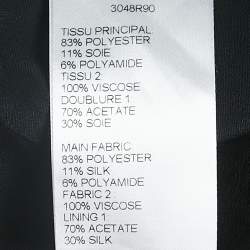 3048R90
TISSU PRINCIPAL
83% POLYESTER
11% SOIE
6% POLYAMIDE
TISSU 2:
100% VISCOSE
DOUBLURE 1:
70% ACETATE
30% SOIE
MAIN FABRIC
83% POLYESTER
11% SILK
6% POLYAMIDE
FABRIC 2:
100% VISCOSE
LINING 1:
70% ACETATE
30% SILK